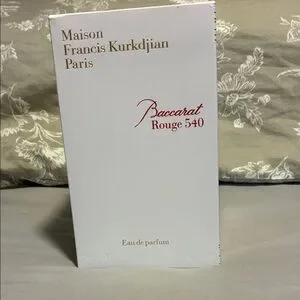 Maison
Francis Kurkdjian
Paris
Baccarat
Rouge 540
Eau de parfum